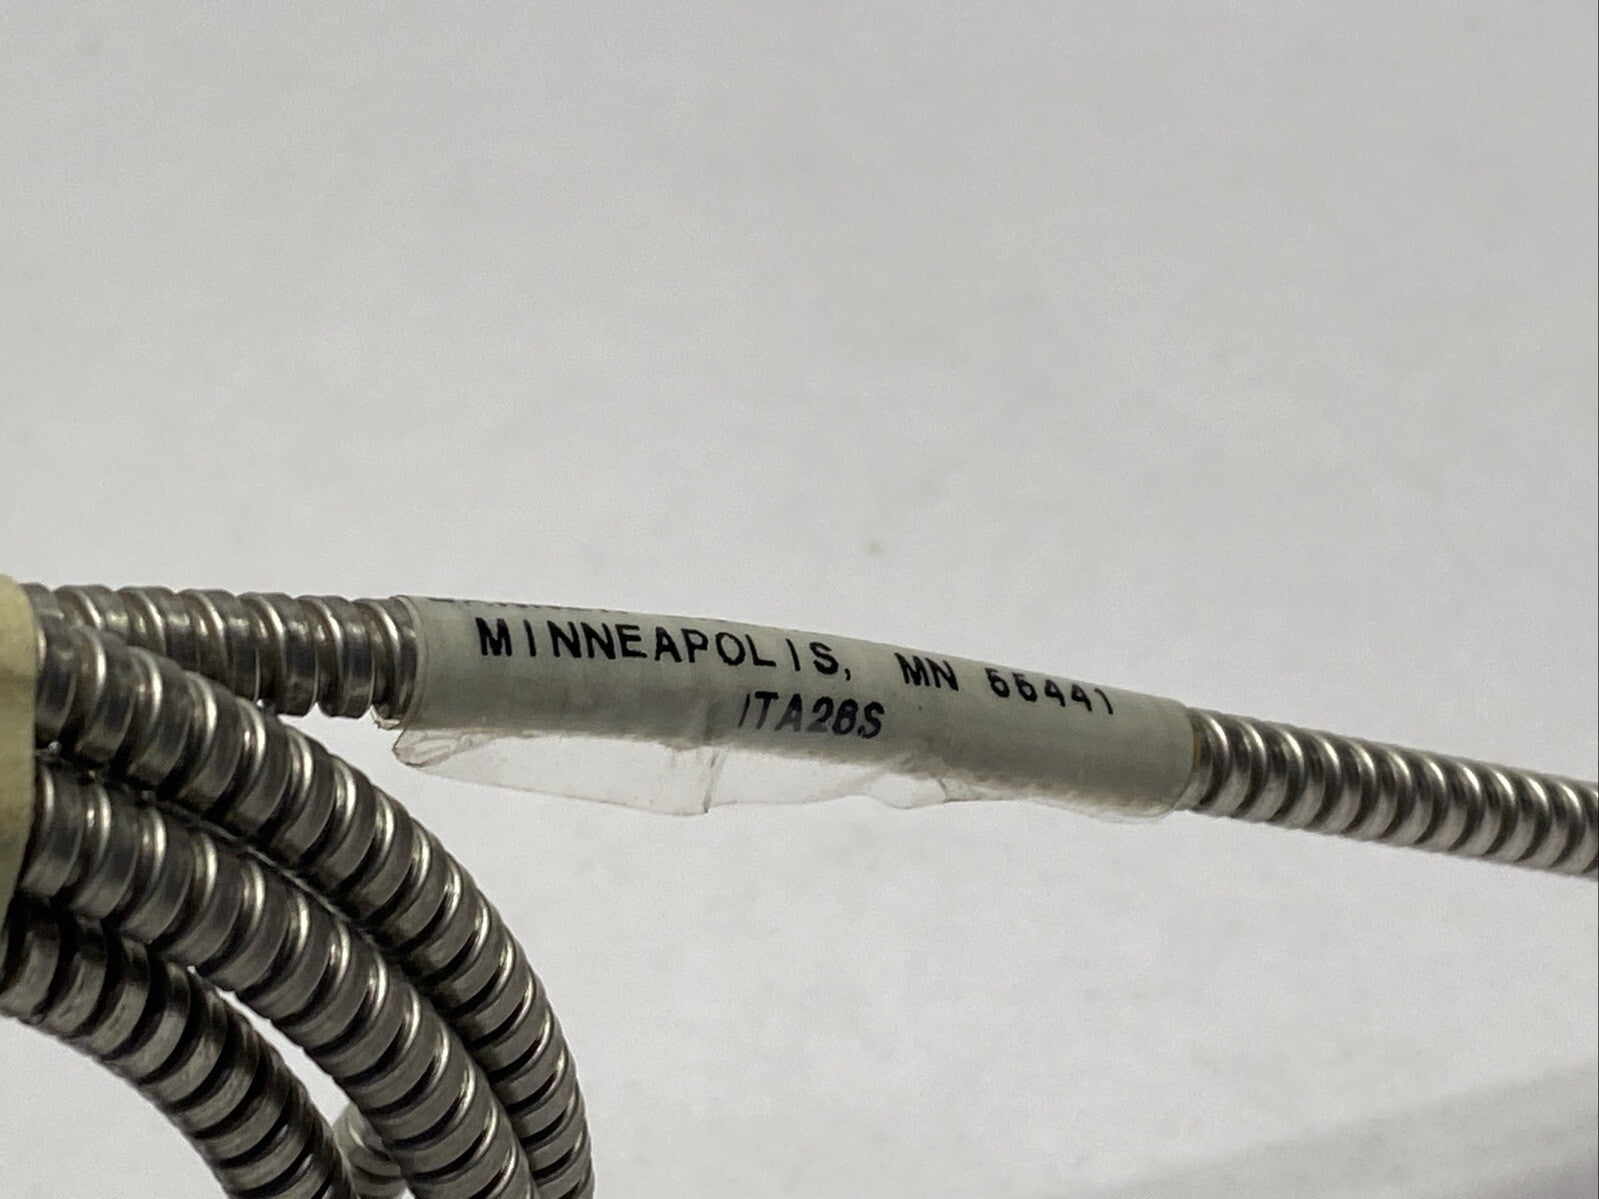 MINNEAPOLIS, MN 55441
ITA26S